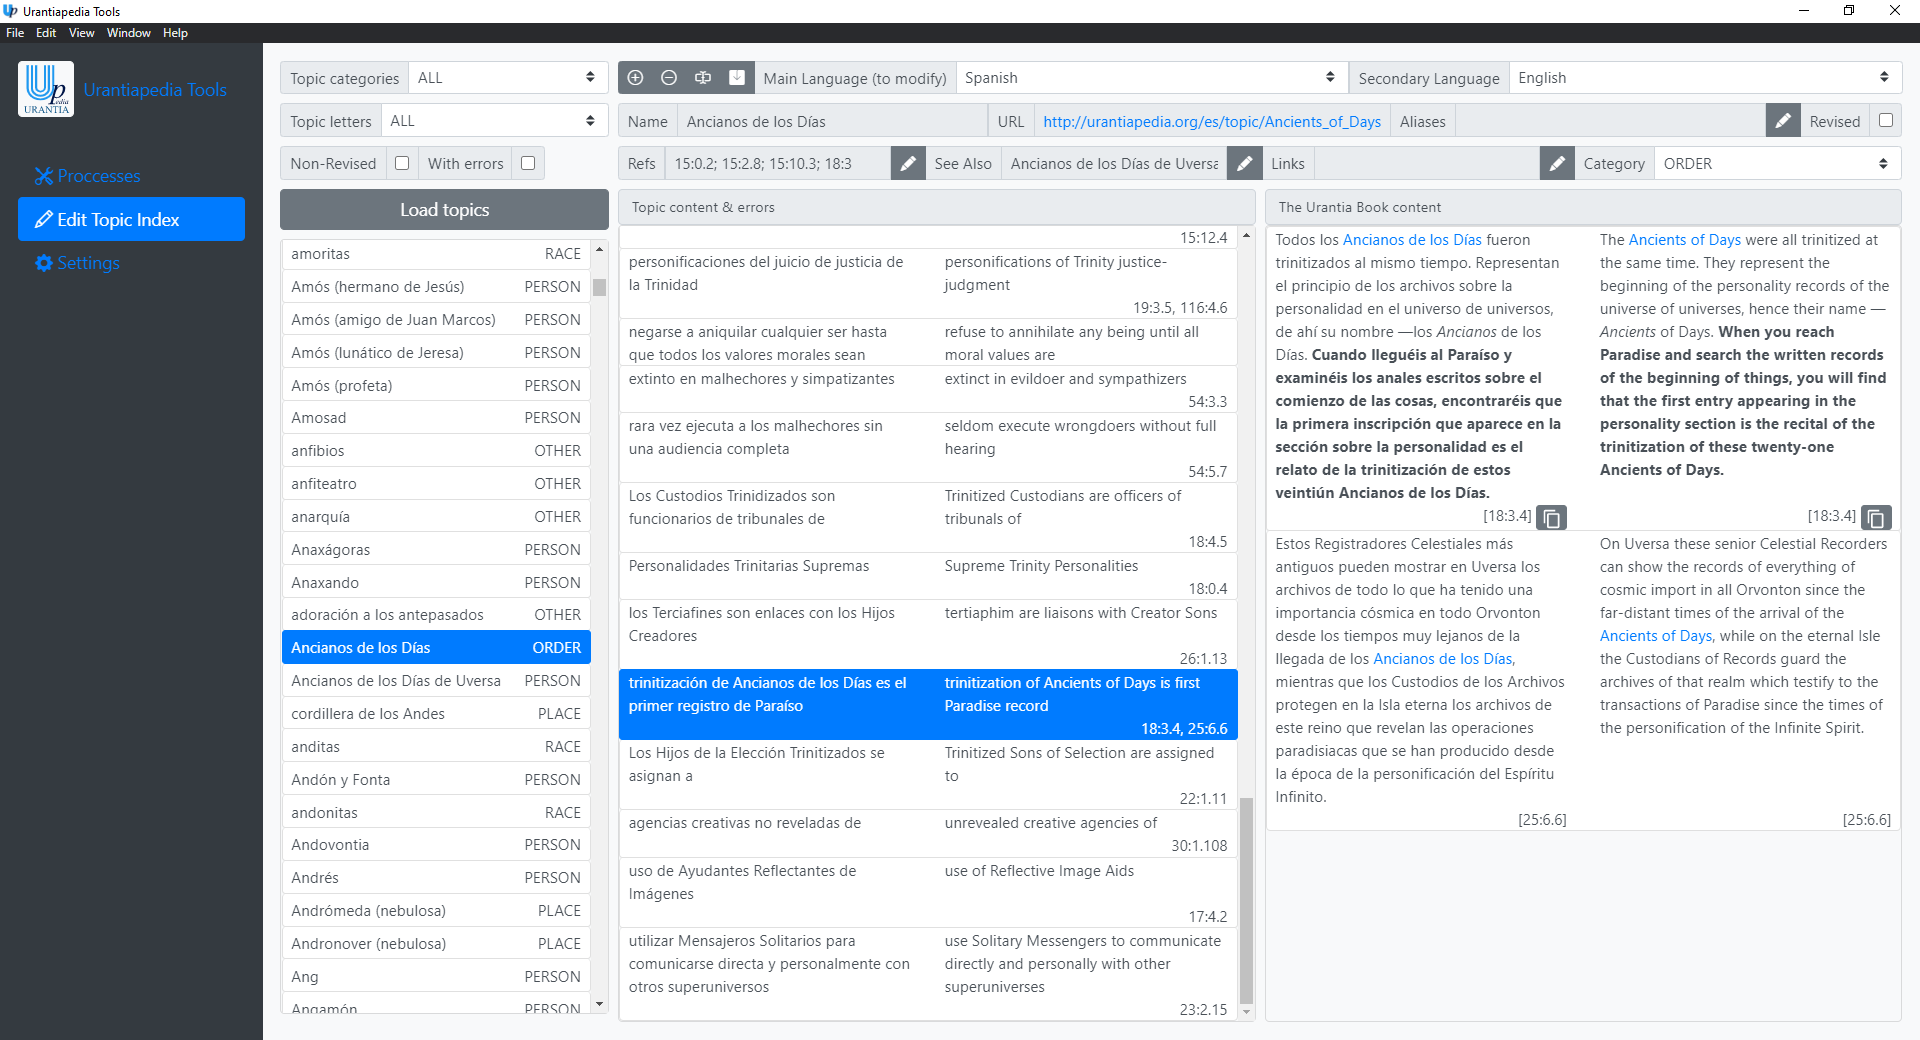 Urantiapedia Tools
File Edit View Window Help
Up
edia
URANTIA
Urantiapedia Tools
Proccesses
Edit Topic Index
Settings
Topic categories ALL
Topic letters ALL
Non-Revised With errors
Load topics
amoritas RACE
Amós (hermano de Jesús) PERSON
Amós (amigo de Juan Marcos) PERSON
Amós (lunático de Jeresa) PERSON
Amós (profeta) PERSON
Amosad PERSON
anfibios OTHER
anfiteatro OTHER
anarquía OTHER
Anaxágoras PERSON
Anaxando PERSON
adoración a los antepasados OTHER
Ancianos de los Días ORDER
Ancianos de los Días de Uversa PERSON
cordillera de los Andes PLACE
anditas RACE
Andón y Fonta PERSON
andonitas RACE
Andovontia PERSON
Andrés PERSON
Andrómeda (nebulosa) PLACE
Andronover (nebulosa) PLACE
Ang PERSON
Angamón PERSON
Main Language (to modify) Spanish Secondary Language English
Name Ancianos de los Días URL http://urantiapedia.org/es/topic/Ancients_of_Days Aliases Revised
Refs 15:0.2; 15:2.8; 15:10.3; 18:3 See Also Ancianos de los Días de Uversa Links Category ORDER
Topic content & errors
15:12.4
personificaciones del juicio de justicia de personifications of Trinity justice-
la Trinidad judgment
19:3.5, 116:4.6
negarse a aniquilar cualquier ser hasta refuse to annihilate any being until all
que todos los valores morales sean moral values are
extinto en malhechores y simpatizantes extinct in evildoer and sympathizers
54:3.3
rara vez ejecuta a los malhechores sin seldom execute wrongdoers without full
una audiencia completa hearing
54:5.7
Los Custodios Trinidizados son Trinitized Custodians are officers of
funcionarios de tribunales de tribunals of
18:4.5
Personalidades Trinitarias Supremas Supreme Trinity Personalities
18:0.4
los Terciafines son enlaces con los Hijos tertiaphim are liaisons with Creator Sons
Creadores
26:1.13
trinitización de Ancianos de los Días es el trinitization of Ancients of Days is first
primer registro de Paraíso Paradise record
18:3.4, 25:6.6
Los Hijos de la Elección Trinitizados se Trinitized Sons of Selection are assigned
asignan a to
22:1.11
agencias creativas no reveladas de unrevealed creative agencies of
30:1.108
uso de Ayudantes Reflectantes de use of Reflective Image Aids
Imágenes
17:4.2
utilizar Mensajeros Solitarios para use Solitary Messengers to communicate
comunicarse directa y personalmente con directly and personally with other
otros superuniversos superuniverses
23:2.15
The Urantia Book content
Todos los Ancianos de los Días fueron
trinitizados al mismo tiempo. Representan
el principio de los archivos sobre la
personalidad en el universo de universos,
de ahí su nombre —los Ancianos de los
Días. Cuando lleguéis al Paraíso y
examinéis los anales escritos sobre el
comienzo de las cosas, encontraréis que
la primera inscripción que aparece en la
sección sobre la personalidad es el
relato de la trinitización de estos
veintiún Ancianos de los Días.
[18:3.4]
The Ancients of Days were all trinitized at
the same time. They represent the
beginning of the personality records of the
universe of universes, hence their name —
Ancients of Days. When you reach
Paradise and search the written records
of the beginning of things, you will find
that the first entry appearing in the
personality section is the recital of the
trinitization of these twenty-one
Ancients of Days.
[18:3.4]
Estos Registradores Celestiales más
antiguos pueden mostrar en Uversa los
archivos de todo lo que ha tenido una
importancia cósmica en todo Orvonton
desde los tiempos muy lejanos de la
llegada de los Ancianos de los Días,
mientras que los Custodios de los Archivos
protegen en la Isla eterna los archivos de
este reino que revelan las operaciones
paradisiacas que se han producido desde
la época de la personificación del Espíritu
Infinito.
[25:6.6]
On Uversa these senior Celestial Recorders
can show the records of everything of
cosmic import in all Orvonton since the
far-distant times of the arrival of the
Ancients of Days, while on the eternal Isle
the Custodians of Records guard the
archives of that realm which testify to the
transactions of Paradise since the times of
the personification of the Infinite Spirit.
[25:6.6]